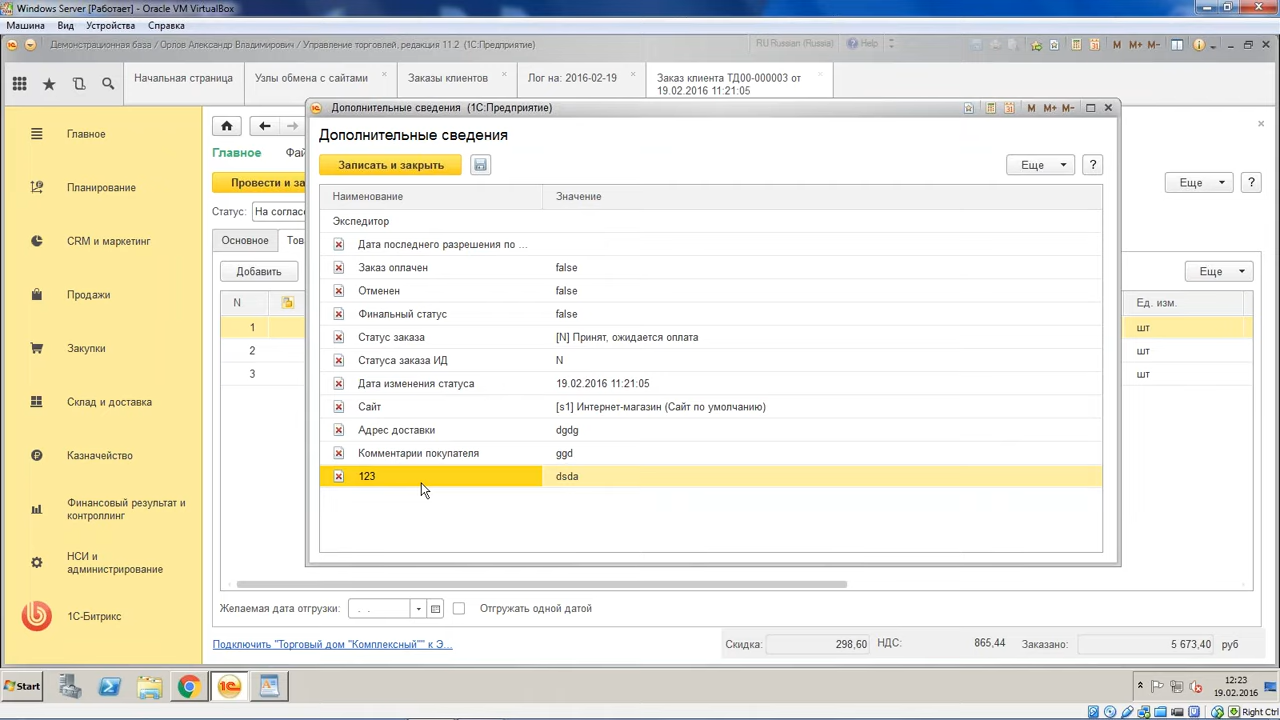 Windows Server [Работает] - Oracle VM VirtualBox
Машина Вид Устройства Справка
Демонстрационная база / Орлов Александр Владимирович / Управление торговлей, редакция 11.2 (1С:Предприятие)
RU Russian (Russia) Help
M M+ M-
Начальная страница
Узлы обмена с сайтами
Заказы клиентов
Лог на: 2016-02-19
Заказ клиента ТД00-000003 от
19.02.2016 11:21:05
Главное
Планирование
CRM и маркетинг
Продажи
Закупки
Склад и доставка
Казначейство
Финансовый результат и
контроллинг
НСИ и
администрирование
1С-Битрикс
Главное
Провести и за
Еще
?
Статус:
Основное
Добавить
Еще
N
Ед. изм.
1 шт
2 шт
3 шт
Дополнительные сведения (1С:Предприятие)
M M+ M-
Дополнительные сведения
Записать и закрыть
Еще
?
Наименование Значение
Экспедитор
Дата последнего разрешения по ...
Заказ оплачен false
Отменен false
Финальный статус false
Статус заказа [N] Принят, ожидается оплата
Статуса заказа ИД N
Дата изменения статуса 19.02.2016 11:21:05
Сайт [s1] Интернет-магазин (Сайт по умолчанию)
Адрес доставки dgdg
Комментарии покупателя ggd
123 dsda
Желаемая дата отгрузки: . . Отгружать одной датой
Подключить "Торговый дом "Комплексный"" к Э...
Скидка: 298,60 НДС: 865,44 Заказано: 5 673,40 руб
Start
12:23
19.02.2016
Right Ctrl